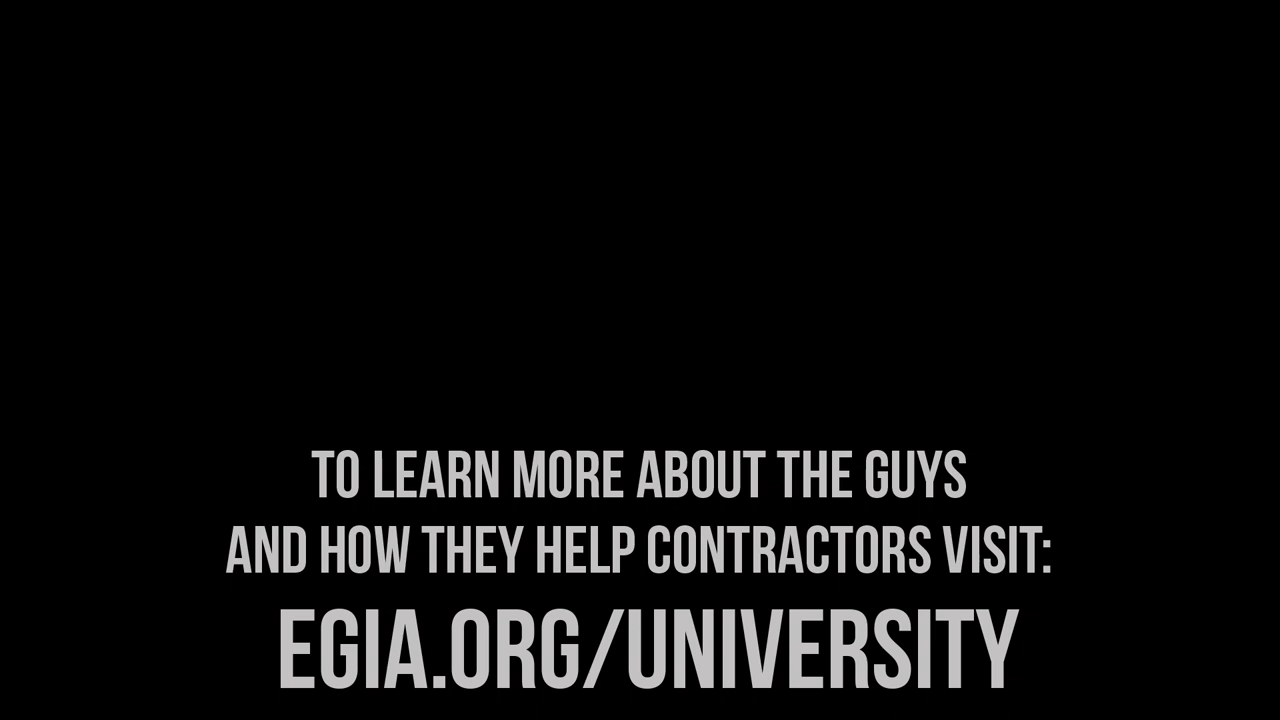 TO LEARN MORE ABOUT THE GUYS
AND HOW THEY HELP CONTRACTORS VISIT:
EGIA.ORG/UNIVERSITY